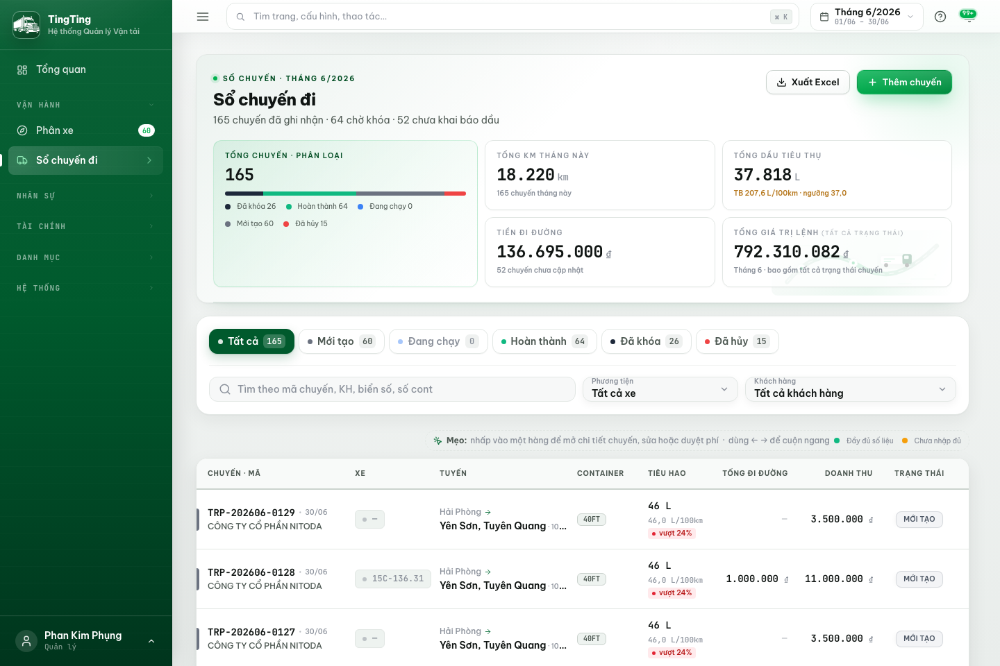 TingTing
Hệ thống Quản lý Vận tải
Tổng quan
VẬN HÀNH
Phân xe
60
Sổ chuyến đi
NHÂN SỰ
TÀI CHÍNH
DANH MỤC
HỆ THỐNG
Phan Kim Phụng
Quản lý
Tìm trang, cấu hình, thao tác...
⌘ K
Tháng 6/2026
01/06 – 30/06
99+
SỔ CHUYẾN · THÁNG 6/2026
Sổ chuyến đi
165 chuyến đã ghi nhận · 64 chờ khóa · 52 chưa khai báo dầu
Xuất Excel
Thêm chuyến
TỔNG CHUYẾN · PHÂN LOẠI
165
Đã khóa 26
Hoàn thành 64
Đang chạy 0
Mới tạo 60
Đã hủy 15
TỔNG KM THÁNG NÀY
18.220 km
165 chuyến tháng này
TỔNG DẦU TIÊU THỤ
37.818 L
TB 207,6 L/100km · ngưỡng 37,0
TIỀN ĐI ĐƯỜNG
136.695.000 ₫
52 chuyến chưa cập nhật
TỔNG GIÁ TRỊ LỆNH (TẤT CẢ TRẠNG THÁI)
792.310.082 ₫
Tháng 6 · bao gồm tất cả trạng thái chuyến
Tất cả 165
Mới tạo 60
Đang chạy 0
Hoàn thành 64
Đã khóa 26
Đã hủy 15
Tìm theo mã chuyến, KH, biển số, số cont
Phương tiện
Tất cả xe
Khách hàng
Tất cả khách hàng
Mẹo: nhấp vào một hàng để mở chi tiết chuyến, sửa hoặc duyệt phí · dùng ← → để cuộn ngang
Đầy đủ số liệu
Chưa nhập đủ
CHUYẾN · MÃ XE TUYẾN CONTAINER TIÊU HAO TỔNG ĐI ĐƯỜNG DOANH THU TRẠNG THÁI
TRP-202606-0129 · 30/06
CÔNG TY CỔ PHẦN NITODA
—
Hải Phòng →
Yên Sơn, Tuyên Quang · 10...
40FT
46 L
46,0 L/100km
vượt 24%
—
3.500.000 ₫
MỚI TẠO
TRP-202606-0128 · 30/06
CÔNG TY CỔ PHẦN NITODA
15C-136.31
Hải Phòng →
Yên Sơn, Tuyên Quang · 10...
40FT
46 L
46,0 L/100km
vượt 24%
1.000.000 ₫
11.000.000 ₫
MỚI TẠO
TRP-202606-0127 · 30/06
CÔNG TY CỔ PHẦN NITODA
—
Hải Phòng →
Yên Sơn, Tuyên Quang · 10...
40FT
46 L
46,0 L/100km
vượt 24%
—
3.500.000 ₫
MỚI TẠO